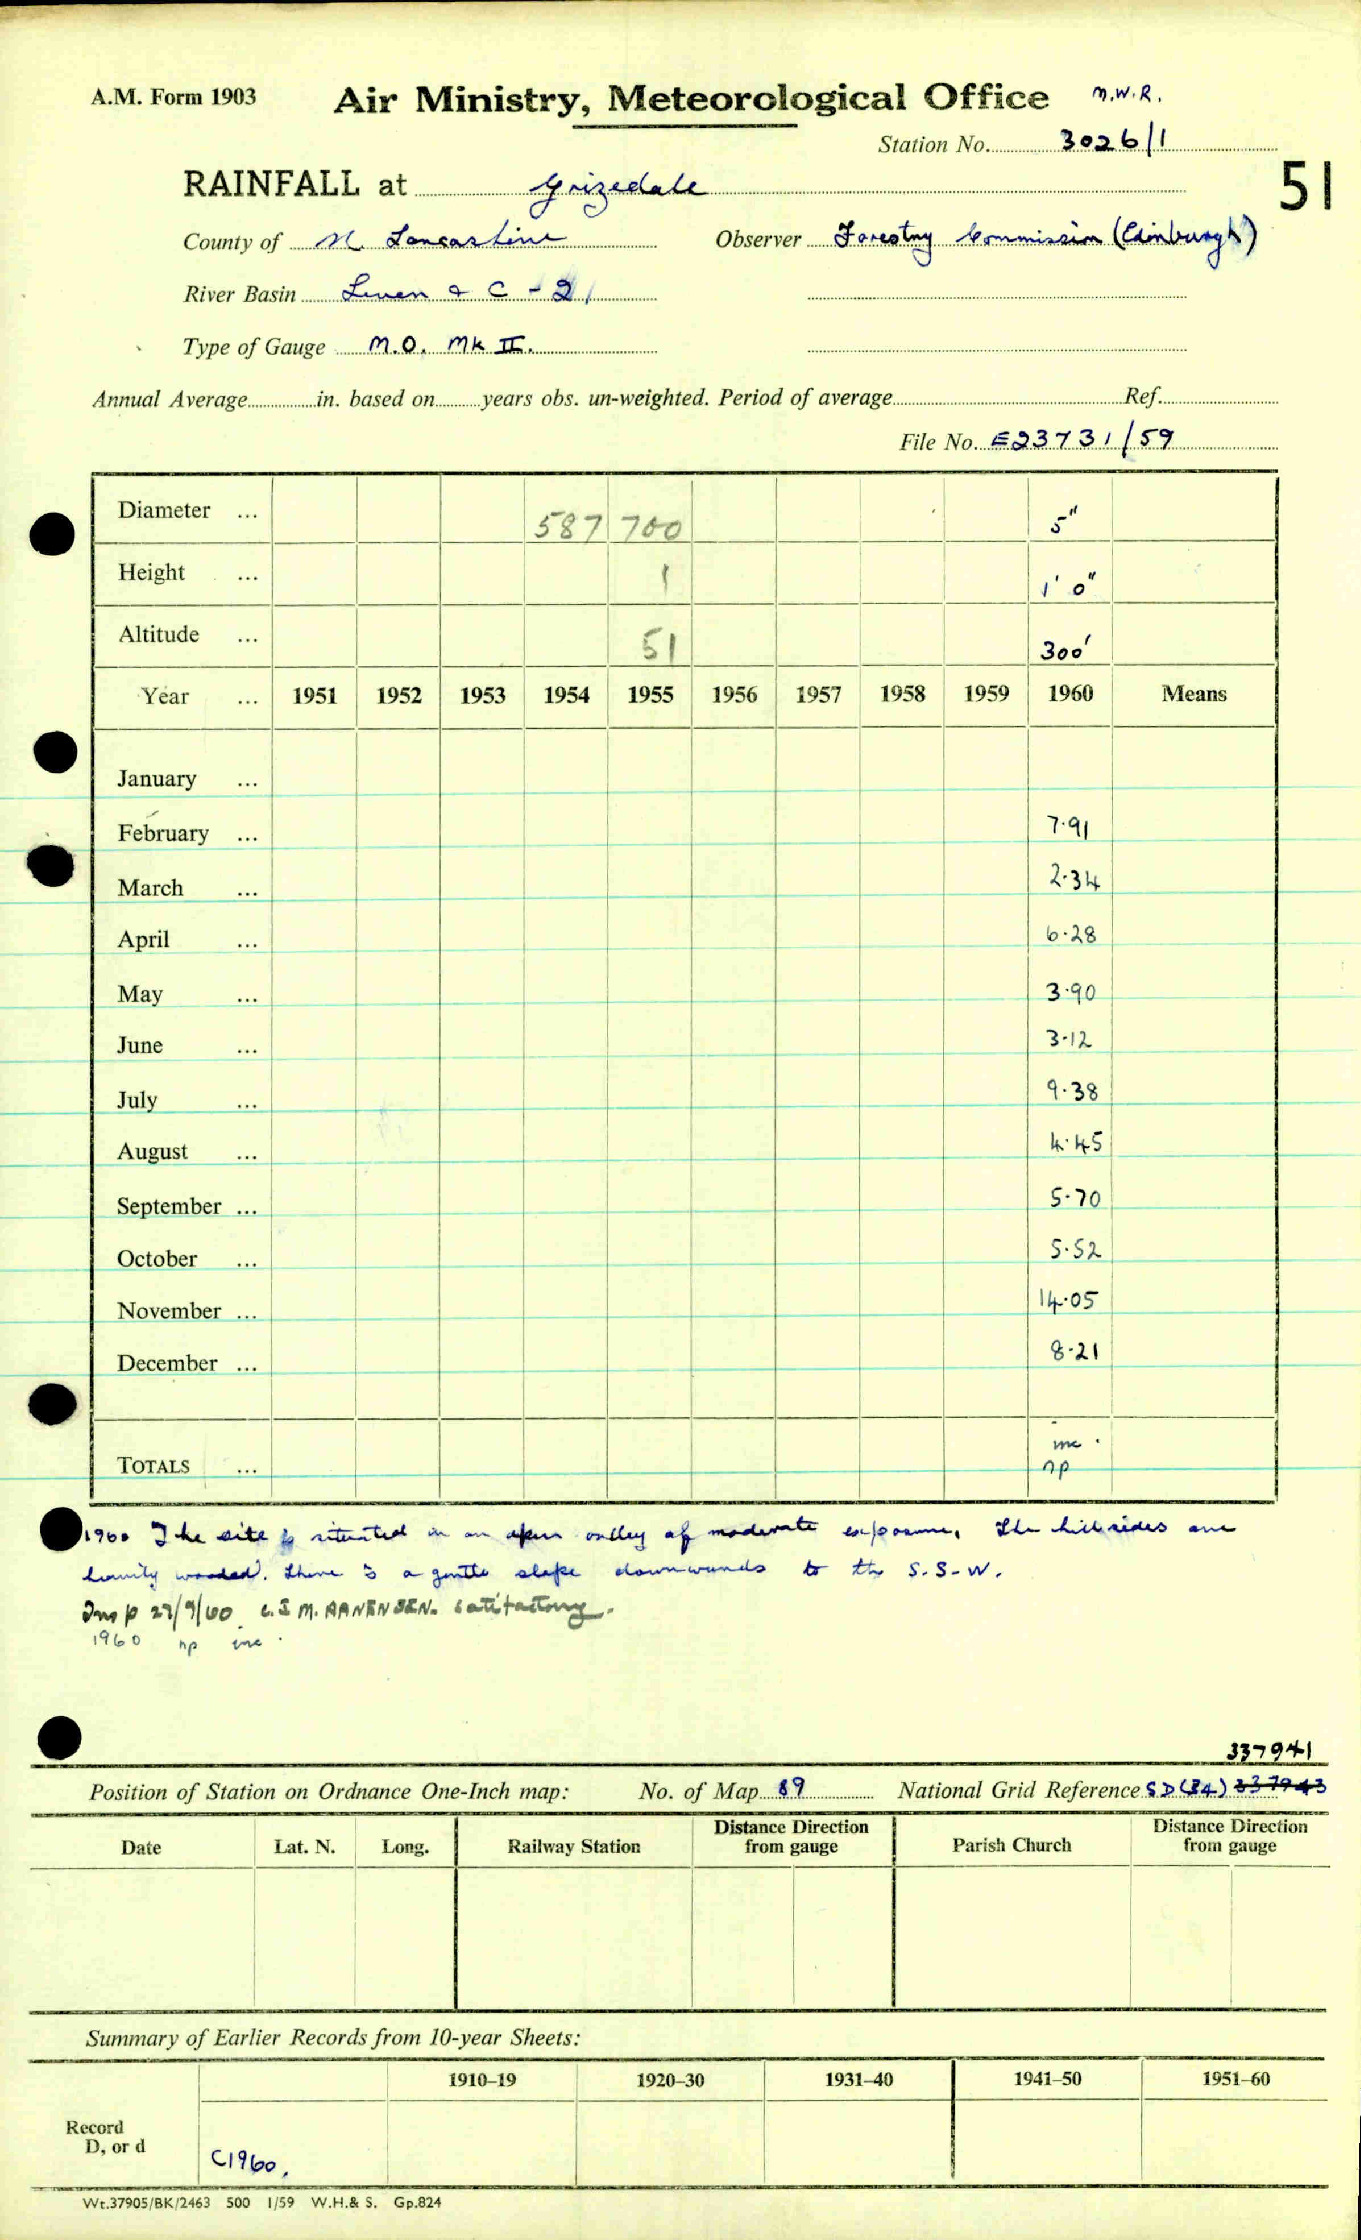 A.M. Form 1903 Air Ministry, Meteorological Office M.W.R.
Station No. 3026/1
51
RAINFALL at Grizedale
County of N Lancashire Observer Forestry Commission (Edinburgh)
River Basin Leven & C - 2
Type of Gauge M.O. Mk II.
Annual Average in. based on years obs. un-weighted. Period of average Ref.
File No. E23731/59
Diameter ... 587 700 5"
Height ... 1 1' 0"
Altitude ... 51 300'
Year ... 1951 1952 1953 1954 1955 1956 1957 1958 1959 1960 Means
January ...
February ... 7.91
March ... 2.34
April ... 6.28
May ... 3.90
June ... 3.12
July ... 9.38
August ... 4.45
September ... 5.70
October ... 5.52
November ... 14.05
December ... 8.21
inc.
TOTALS ... np
1960 The site is situated in an open valley of moderate exposure, the hillsides are
heavily wooded. There is a gentle slope downwards to the S.S.W.
Insp 27/9/60 M. AANENSEN. satisfactory.
1960 np inc.
337941
Position of Station on Ordnance One-Inch map: No. of Map 89 National Grid Reference SD (34) 337943
Date Lat. N. Long. Railway Station Distance Direction from gauge Parish Church Distance Direction from gauge
Summary of Earlier Records from 10-year Sheets:
1910–19 1920–30 1931–40 1941–50 1951–60
Record
D, or d C1960.
Wt.37905/BK/2463 500 1/59 W.H.& S. Gp.824